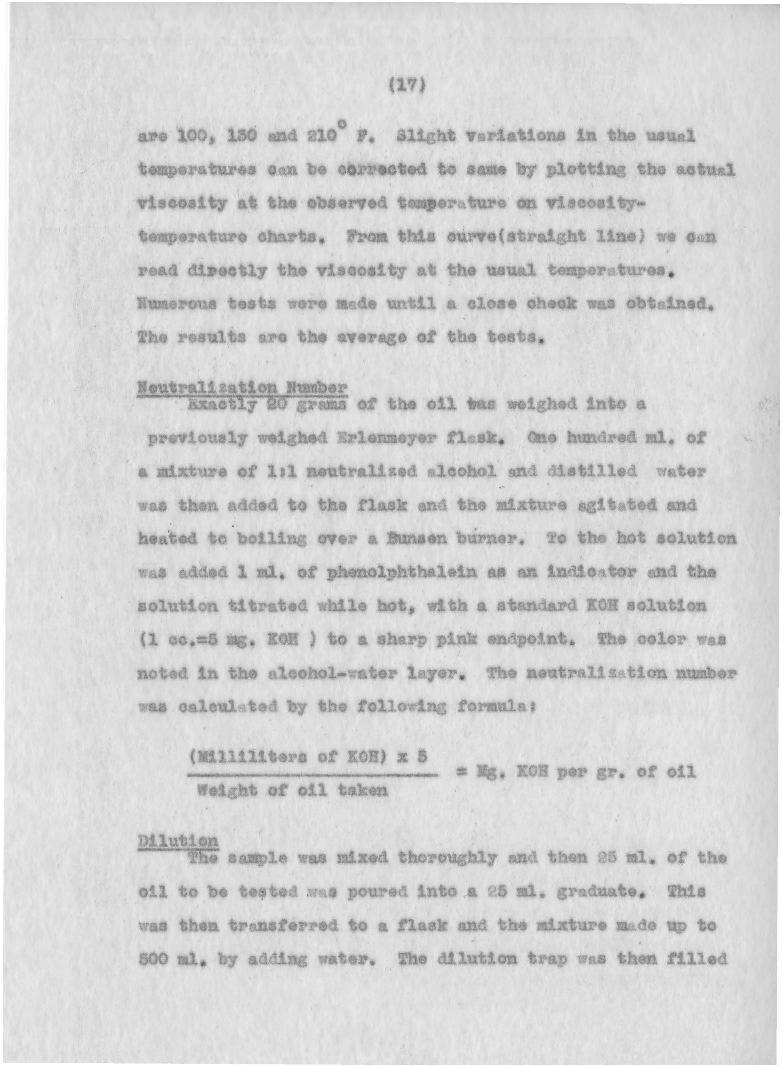 (17)
are 100, 130 and 210° F. Slight variations in the usual
temperatures can be corrected to same by plotting the actual
viscosity at the observed temperature on viscosity-
temperature charts. From this curve(straight line) we can
read directly the viscosity at the usual temperatures.
Numerous tests were made until a close check was obtained.
The results are the average of the tests.
Neutralization Number
Exactly 20 grams of the oil was weighed into a
previously weighed Erlenmeyer flask. One hundred ml. of
a mixture of 1:1 neutralized alcohol and distilled water
was then added to the flask and the mixture agitated and
heated to boiling over a Bunsen burner. To the hot solution
was added 1 ml. of phenolphthalein as an indicator and the
solution titrated while hot, with a standard KOH solution
(1 cc.=5 mg. KOH ) to a sharp pink endpoint. The color was
noted in the alcohol-water layer. The neutralization number
was calculated by the following formula:
(Milliliters of KOH) x 5
= Mg. KOH per gr. of oil
Weight of oil taken
Dilution
The sample was mixed thoroughly and then 25 ml. of the
oil to be tested was poured into a 25 ml. graduate. This
was then transferred to a flask and the mixture made up to
500 ml. by adding water. The dilution trap was then filled